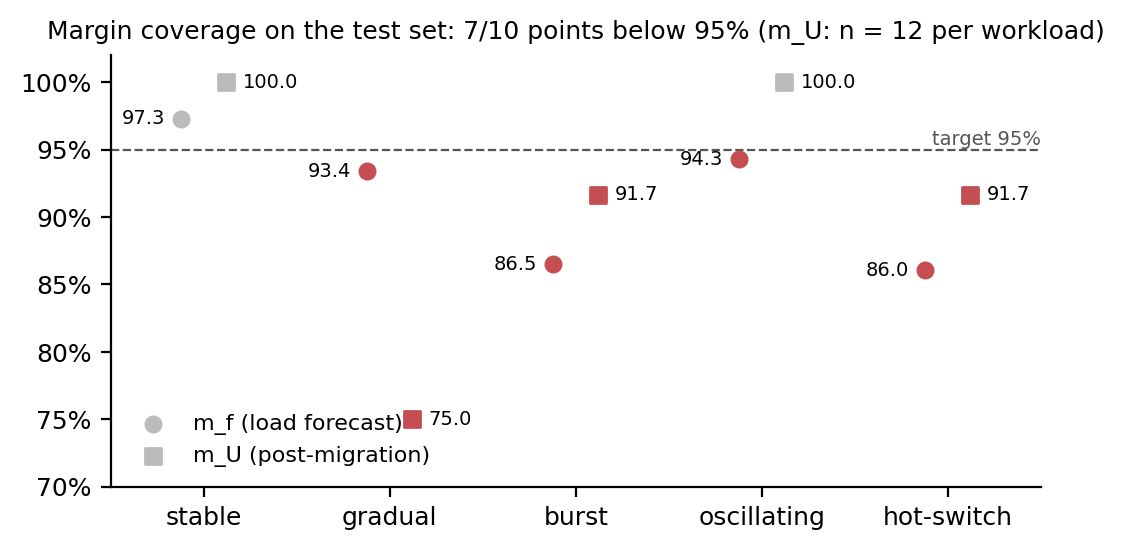 Margin coverage on the test set: 7/10 points below 95% (m_U: n = 12 per workload)
100%
95%
90%
85%
80%
75%
70%
97.3
100.0
93.4
75.0
86.5
91.7
94.3
100.0
86.0
91.7
target 95%
m_f (load forecast)
m_U (post-migration)
stable
gradual
burst
oscillating
hot-switch